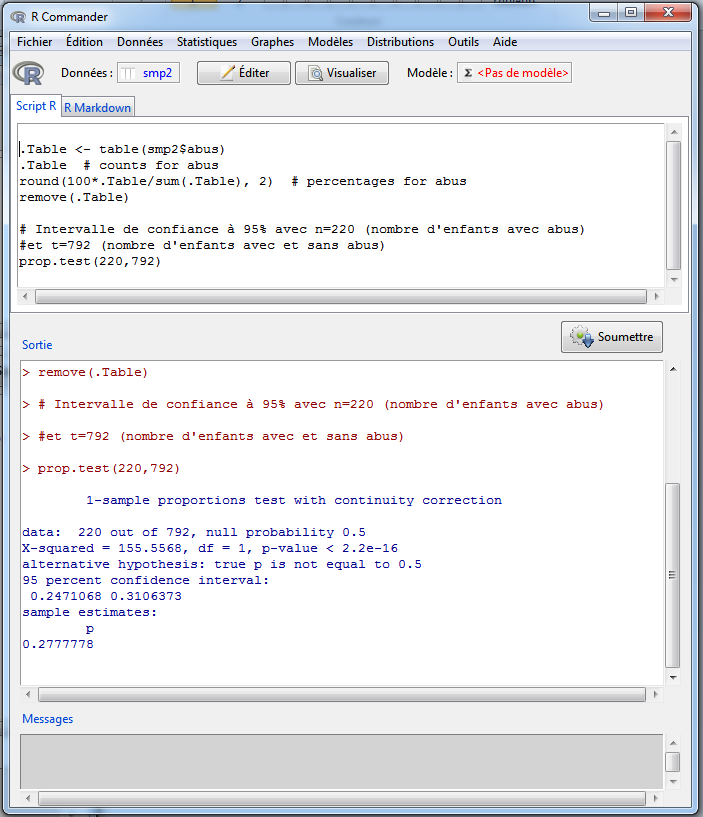 R Commander
Fichier Édition Données Statistiques Graphes Modèles Distributions Outils Aide
Données : smp2 Éditer Visualiser Modèle : Σ <Pas de modèle>
Script R R Markdown
.Table <- table(smp2$abus)
.Table # counts for abus
round(100*.Table/sum(.Table), 2) # percentages for abus
remove(.Table)
# Intervalle de confiance à 95% avec n=220 (nombre d'enfants avec abus)
#et t=792 (nombre d'enfants avec et sans abus)
prop.test(220,792)
Soumettre
Sortie
> remove(.Table)
> # Intervalle de confiance à 95% avec n=220 (nombre d'enfants avec abus)
> #et t=792 (nombre d'enfants avec et sans abus)
> prop.test(220,792)
1-sample proportions test with continuity correction
data: 220 out of 792, null probability 0.5
X-squared = 155.5568, df = 1, p-value < 2.2e-16
alternative hypothesis: true p is not equal to 0.5
95 percent confidence interval:
0.2471068 0.3106373
sample estimates:
p
0.2777778
Messages